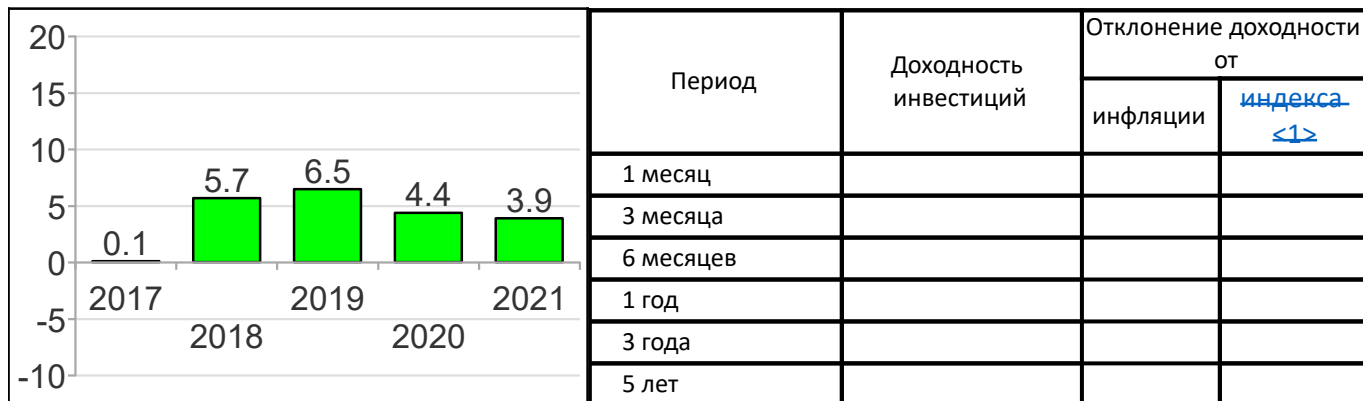 20
15
10
5
0
-5
-10
0.1
5.7
6.5
4.4
3.9
2017
2018
2019
2020
2021
Период
Доходность
инвестиций
Отклонение доходности
от
инфляции
индекса
<1>
1 месяц
3 месяца
6 месяцев
1 год
3 года
5 лет